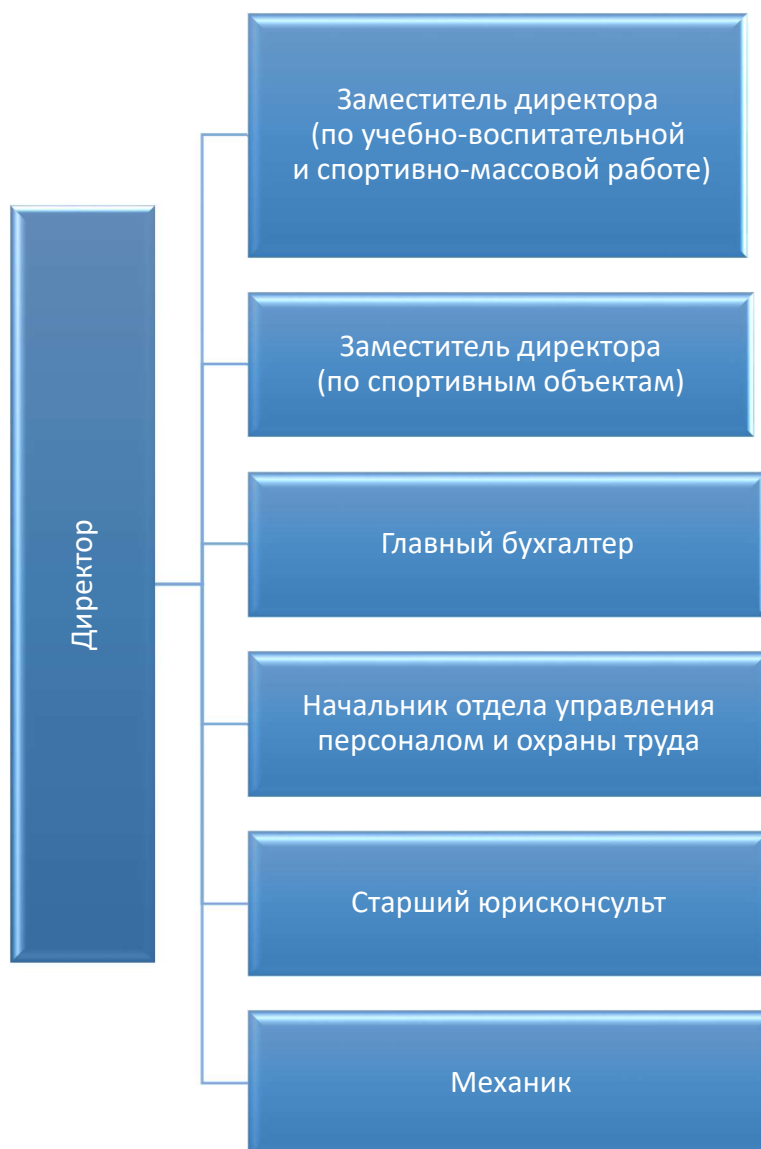 Директор
Заместитель директора
(по учебно-воспитательной
и спортивно-массовой работе)
Заместитель директора
(по спортивным объектам)
Главный бухгалтер
Начальник отдела управления
персоналом и охраны труда
Старший юрисконсульт
Механик